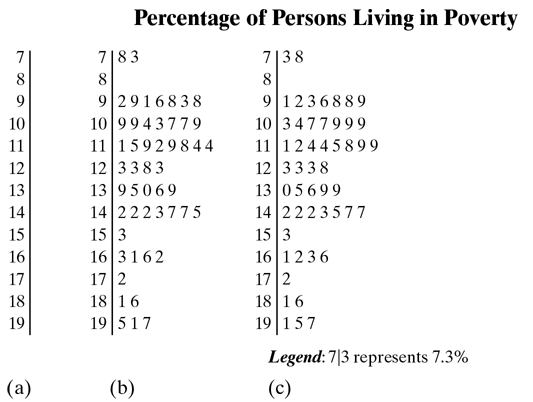 Percentage of Persons Living in Poverty
7| 7|8 3 7|3 8
8| 8| 8|
9| 9|2 9 1 6 8 3 8 9|1 2 3 6 8 8 9
10| 10|9 9 4 3 7 7 9 10|3 4 7 7 9 9 9
11| 11|1 5 9 2 9 8 4 4 11|1 2 4 4 5 8 9 9
12| 12|3 3 8 3 12|3 3 3 8
13| 13|9 5 0 6 9 13|0 5 6 9 9
14| 14|2 2 2 3 7 7 5 14|2 2 2 3 5 7 7
15| 15|3 15|3
16| 16|3 1 6 2 16|1 2 3 6
17| 17|2 17|2
18| 18|1 6 18|1 6
19| 19|5 1 7 19|1 5 7
Legend: 7|3 represents 7.3%
(a) (b) (c)